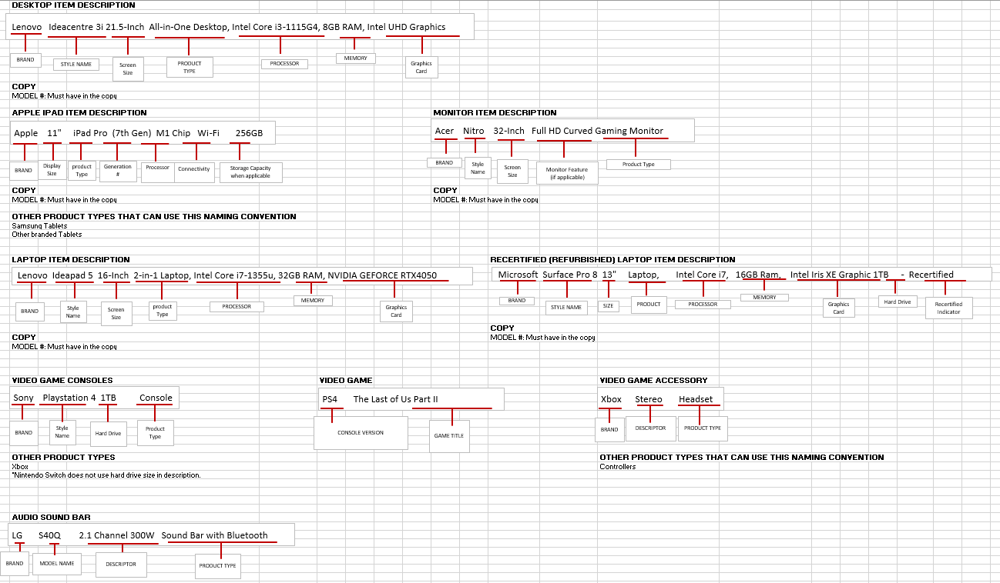 DESKTOP ITEM DESCRIPTION
Lenovo Ideacentre 3i 21.5-Inch All-in-One Desktop, Intel Core i3-1115G4, 8GB RAM, Intel UHD Graphics
BRAND
STYLE NAME
Screen
Size
PRODUCT
TYPE
PROCESSOR
MEMORY
Graphics
Card
COPY
MODEL #: Must have in the copy
APPLE IPAD ITEM DESCRIPTION
Apple 11" iPad Pro (7th Gen) M1 Chip Wi-Fi 256GB
BRAND
Display
Size
product
Type
Generation
#
Processor
Connectivity
Storage Capacity
when applicable
COPY
MODEL #: Must have in the copy
OTHER PRODUCT TYPES THAT CAN USE THIS NAMING CONVENTION
Samsung Tablets
Other branded Tablets
MONITOR ITEM DESCRIPTION
Acer Nitro 32-Inch Full HD Curved Gaming Monitor
BRAND
Style
Name
Screen
Size
Monitor Feature
(if applicable)
Product Type
COPY
MODEL #: Must have in the copy
LAPTOP ITEM DESCRIPTION
Lenovo Ideapad 5 16-Inch 2-in-1 Laptop, Intel Core i7-1355u, 32GB RAM, NVIDIA GEFORCE RTX4050
BRAND
Style
Name
Screen
Size
product
Type
PROCESSOR
MEMORY
Graphics
Card
COPY
MODEL #: Must have in the copy
RECERTIFIED (REFURBISHED) LAPTOP ITEM DESCRIPTION
Microsoft Surface Pro 8 13" Laptop, Intel Core i7, 16GB Ram, Intel Iris XE Graphic 1TB - Recertified
BRAND
STYLE NAME
SIZE
PRODUCT
PROCESSOR
MEMORY
Graphics
Card
Hard Drive
Recertified
Indicator
COPY
MODEL #: Must have in the copy
VIDEO GAME CONSOLES
Sony Playstation 4 1TB Console
BRAND
Style
Name
Hard Drive
Product
Type
OTHER PRODUCT TYPES
Xbox
*Nintendo Switch does not use hard drive size in description.
VIDEO GAME
PS4 The Last of Us Part II
CONSOLE VERSION
GAME TITLE
VIDEO GAME ACCESSORY
Xbox Stereo Headset
BRAND
DESCRIPTOR
PRODUCT TYPE
OTHER PRODUCT TYPES THAT CAN USE THIS NAMING CONVENTION
Controllers
AUDIO SOUND BAR
LG S40Q 2.1 Channel 300W Sound Bar with Bluetooth
BRAND
MODEL NAME
DESCRIPTOR
PRODUCT TYPE